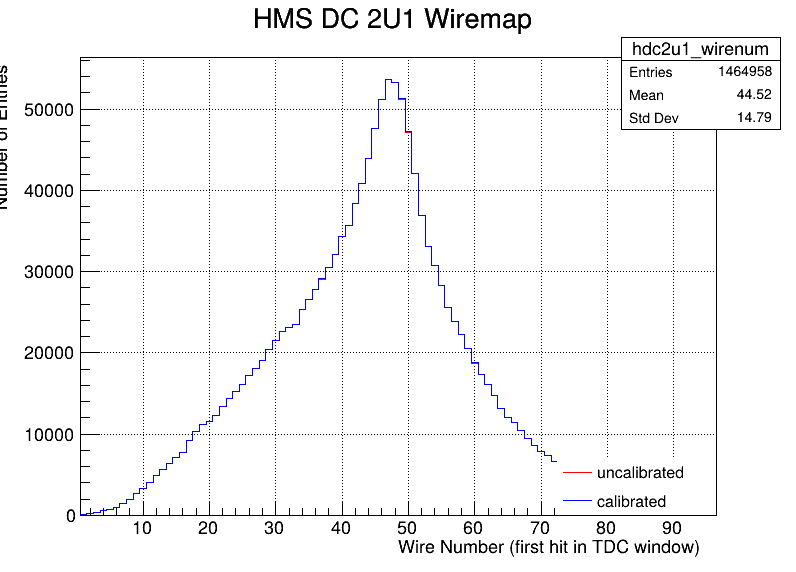 HMS DC 2U1 Wiremap
hdc2u1_wirenum
Entries 1464958
Mean 44.52
Std Dev 14.79
Number of Entries
50000
40000
30000
20000
10000
0
uncalibrated
calibrated
10 20 30 40 50 60 70 80 90
Wire Number (first hit in TDC window)